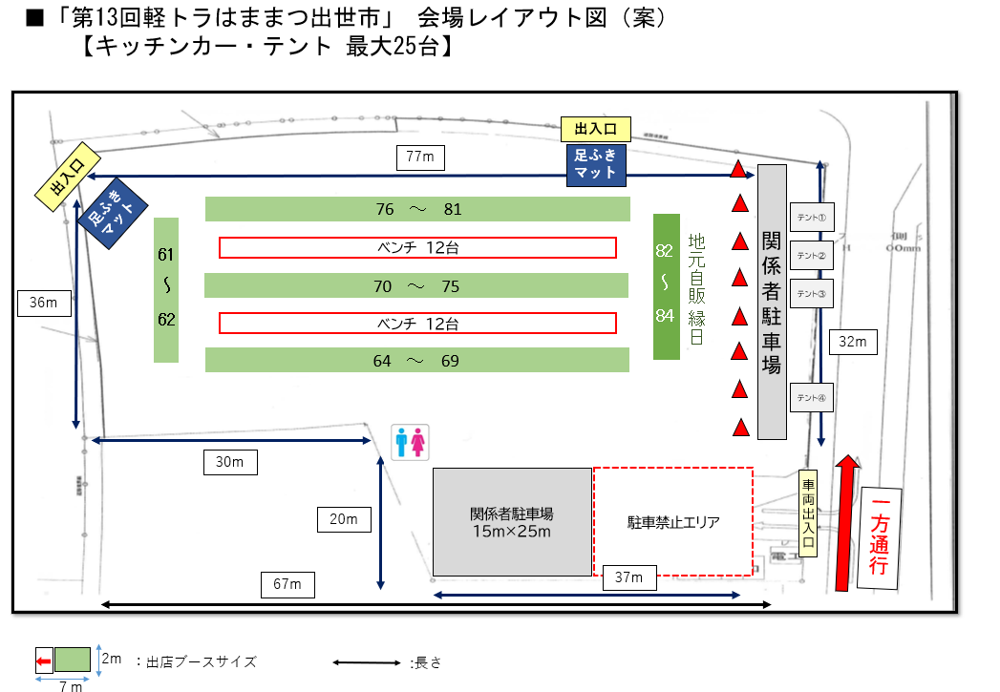 ■「第13回軽トラはままつ出世市」 会場レイアウト図（案）
【キッチンカー・テント 最大25台】
出入口
足ふき
マット
77m
出入口
足ふき
マット
76 ～ 81
ベンチ 12台
70 ～ 75
ベンチ 12台
64 ～ 69
61
～
62
82
～
84
地元自販 縁日
関係者駐車場
テント①
テント②
テント③
テント④
00mm
36m
32m
30m
20m
関係者駐車場
15m×25m
駐車禁止エリア
車両出入口
一方通行
37m
67m
2m
：出店ブースサイズ
7m
:長さ